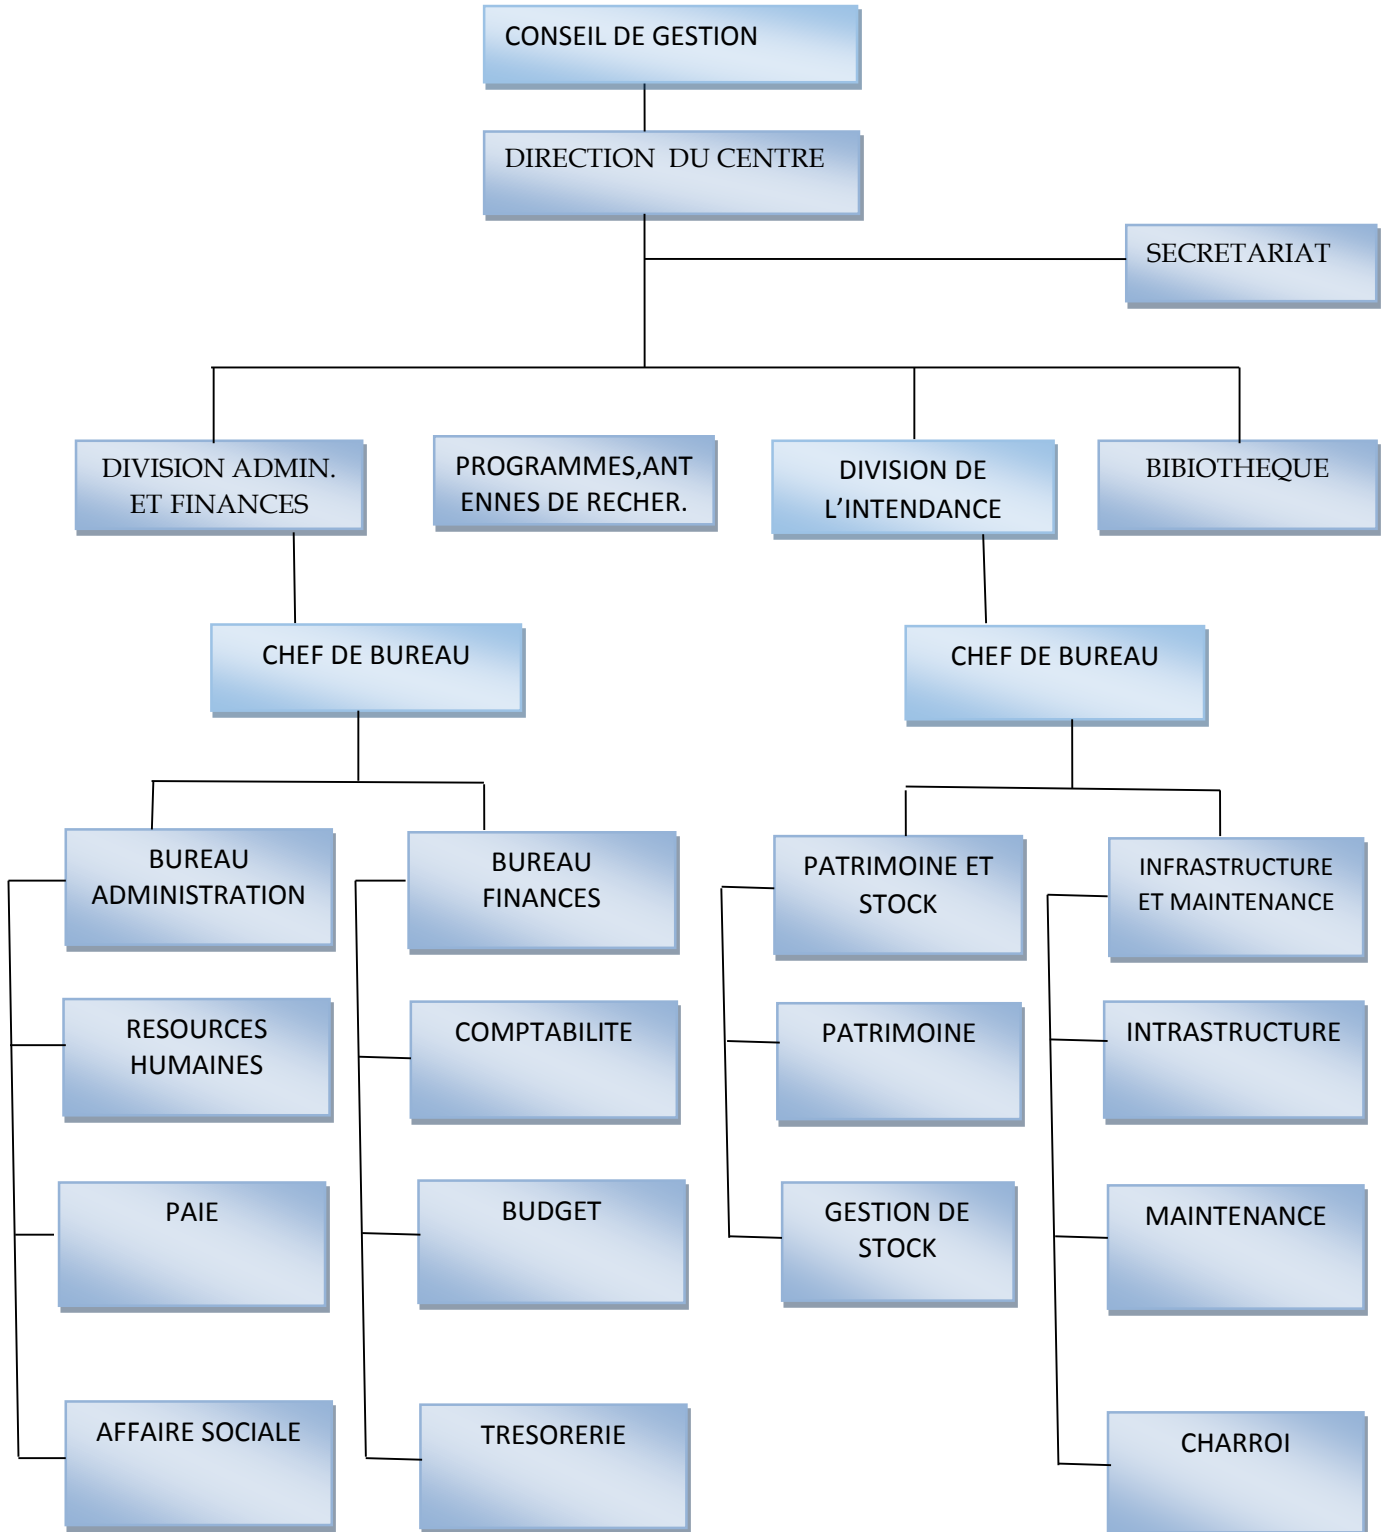 CONSEIL DE GESTION
DIRECTION DU CENTRE
SECRETARIAT
DIVISION ADMIN.
ET FINANCES
PROGRAMMES,ANT
ENNES DE RECHER.
DIVISION DE
L’INTENDANCE
BIBIOTHEQUE
CHEF DE BUREAU
CHEF DE BUREAU
BUREAU
ADMINISTRATION
BUREAU
FINANCES
PATRIMOINE ET
STOCK
INFRASTRUCTURE
ET MAINTENANCE
RESOURCES
HUMAINES
COMPTABILITE
PATRIMOINE
INTRASTRUCTURE
PAIE
BUDGET
GESTION DE
STOCK
MAINTENANCE
AFFAIRE SOCIALE
TRESORERIE
CHARROI